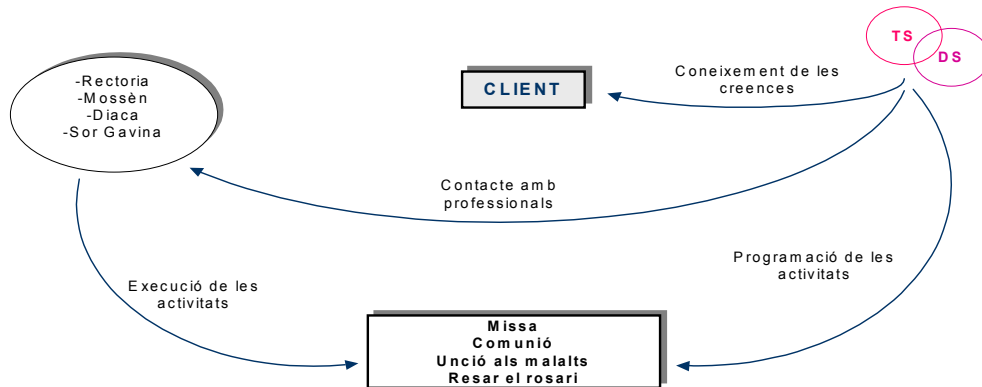 TS
DS
-Rectoria
-Mossèn
-Diaca
-Sor Gavina
CLIENT
Coneixement de les
creences
Contacte amb
professionals
Programació de les
activitats
Execució de les
activitats
Missa
Comunió
Unció als malalts
Resar el rosari